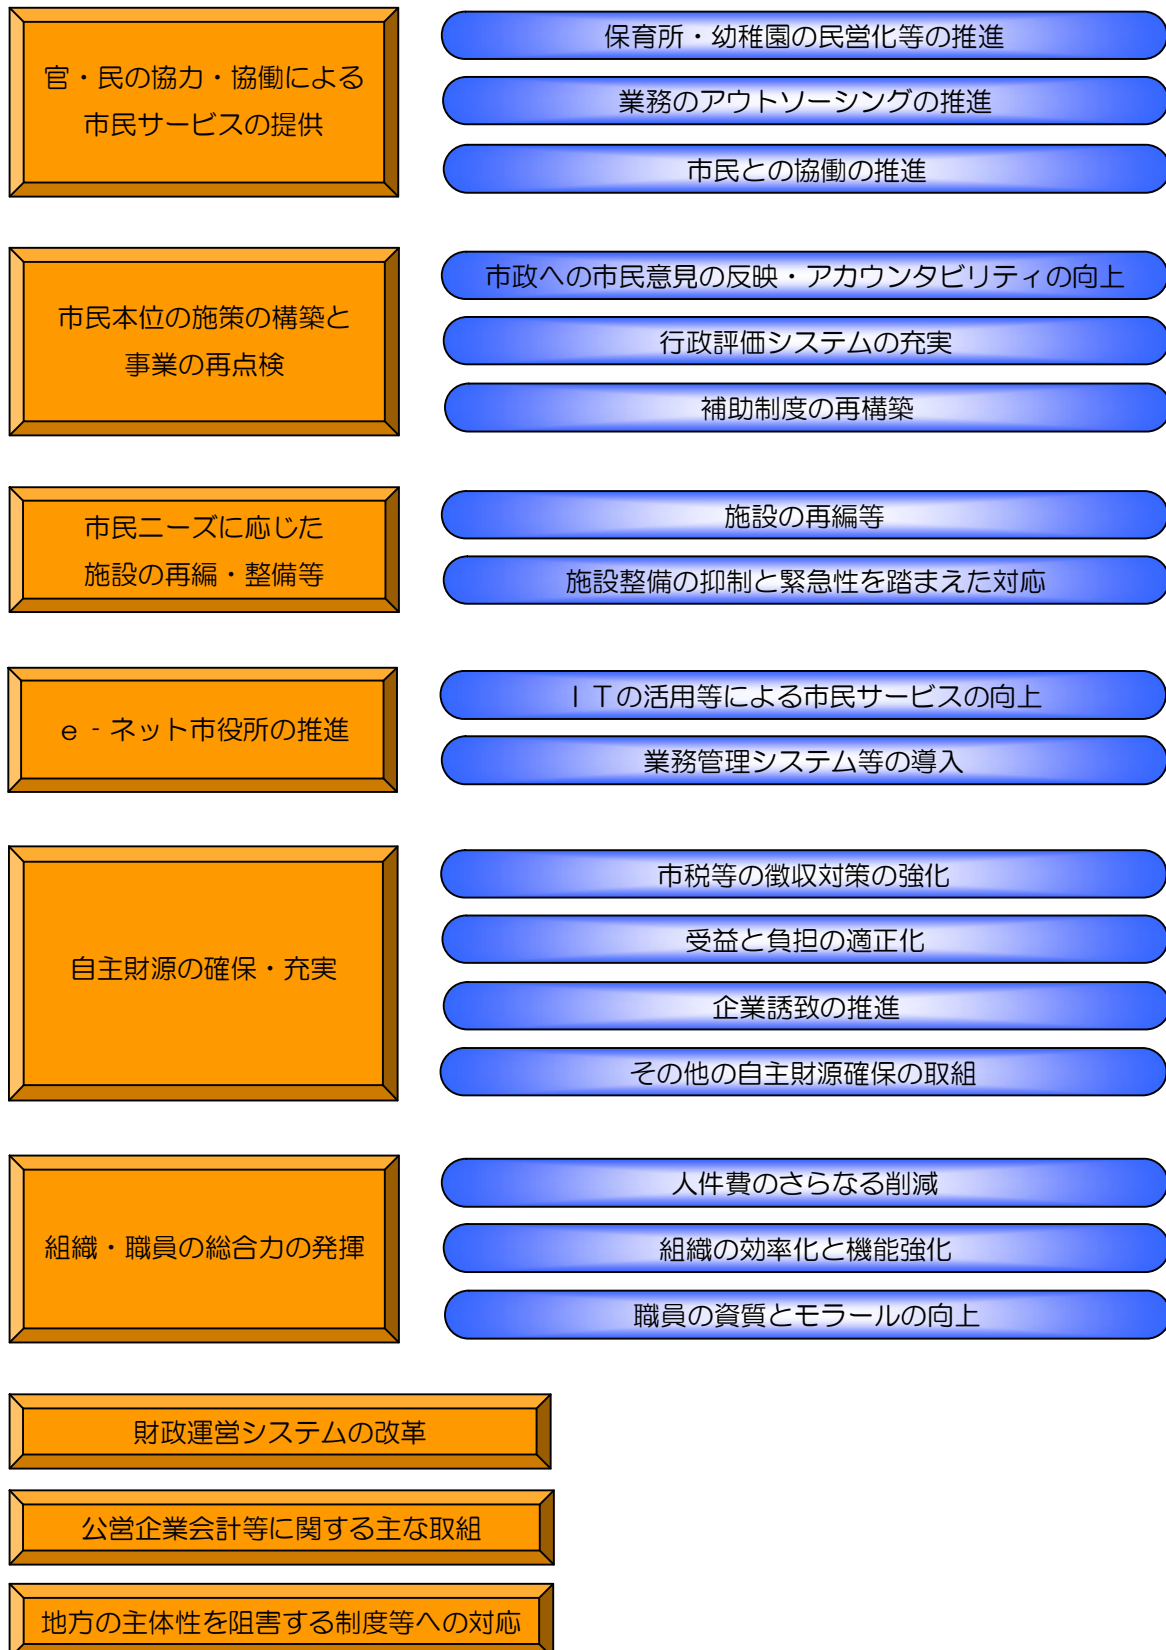 官・民の協力・協働による
市民サービスの提供
保育所・幼稚園の民営化等の推進
業務のアウトソーシングの推進
市民との協働の推進
市民本位の施策の構築と
事業の再点検
市政への市民意見の反映・アカウンタビリティの向上
行政評価システムの充実
補助制度の再構築
市民ニーズに応じた
施設の再編・整備等
施設の再編等
施設整備の抑制と緊急性を踏まえた対応
e‐ネット市役所の推進
ＩＴの活用等による市民サービスの向上
業務管理システム等の導入
自主財源の確保・充実
市税等の徴収対策の強化
受益と負担の適正化
企業誘致の推進
その他の自主財源確保の取組
組織・職員の総合力の発揮
人件費のさらなる削減
組織の効率化と機能強化
職員の資質とモラールの向上
財政運営システムの改革
公営企業会計等に関する主な取組
地方の主体性を阻害する制度等への対応